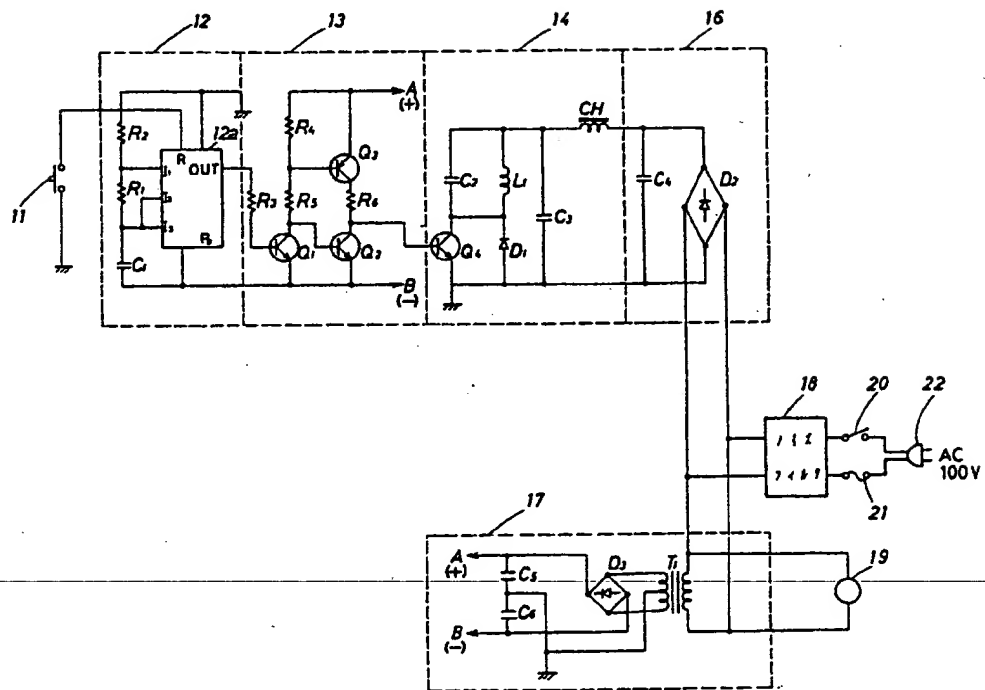 12
13
14
16
A
(+)
CH
R2
R4
12a
R
OUT
Q3
C2
L1
C4
D2
11
R1
R3
R5
R6
C3
C1
Q1
Q2
Q4
D1
B
(−)
18
20
22
AC
100V
21
17
A
(+)
D3
T1
19
C5
C6
B
(−)